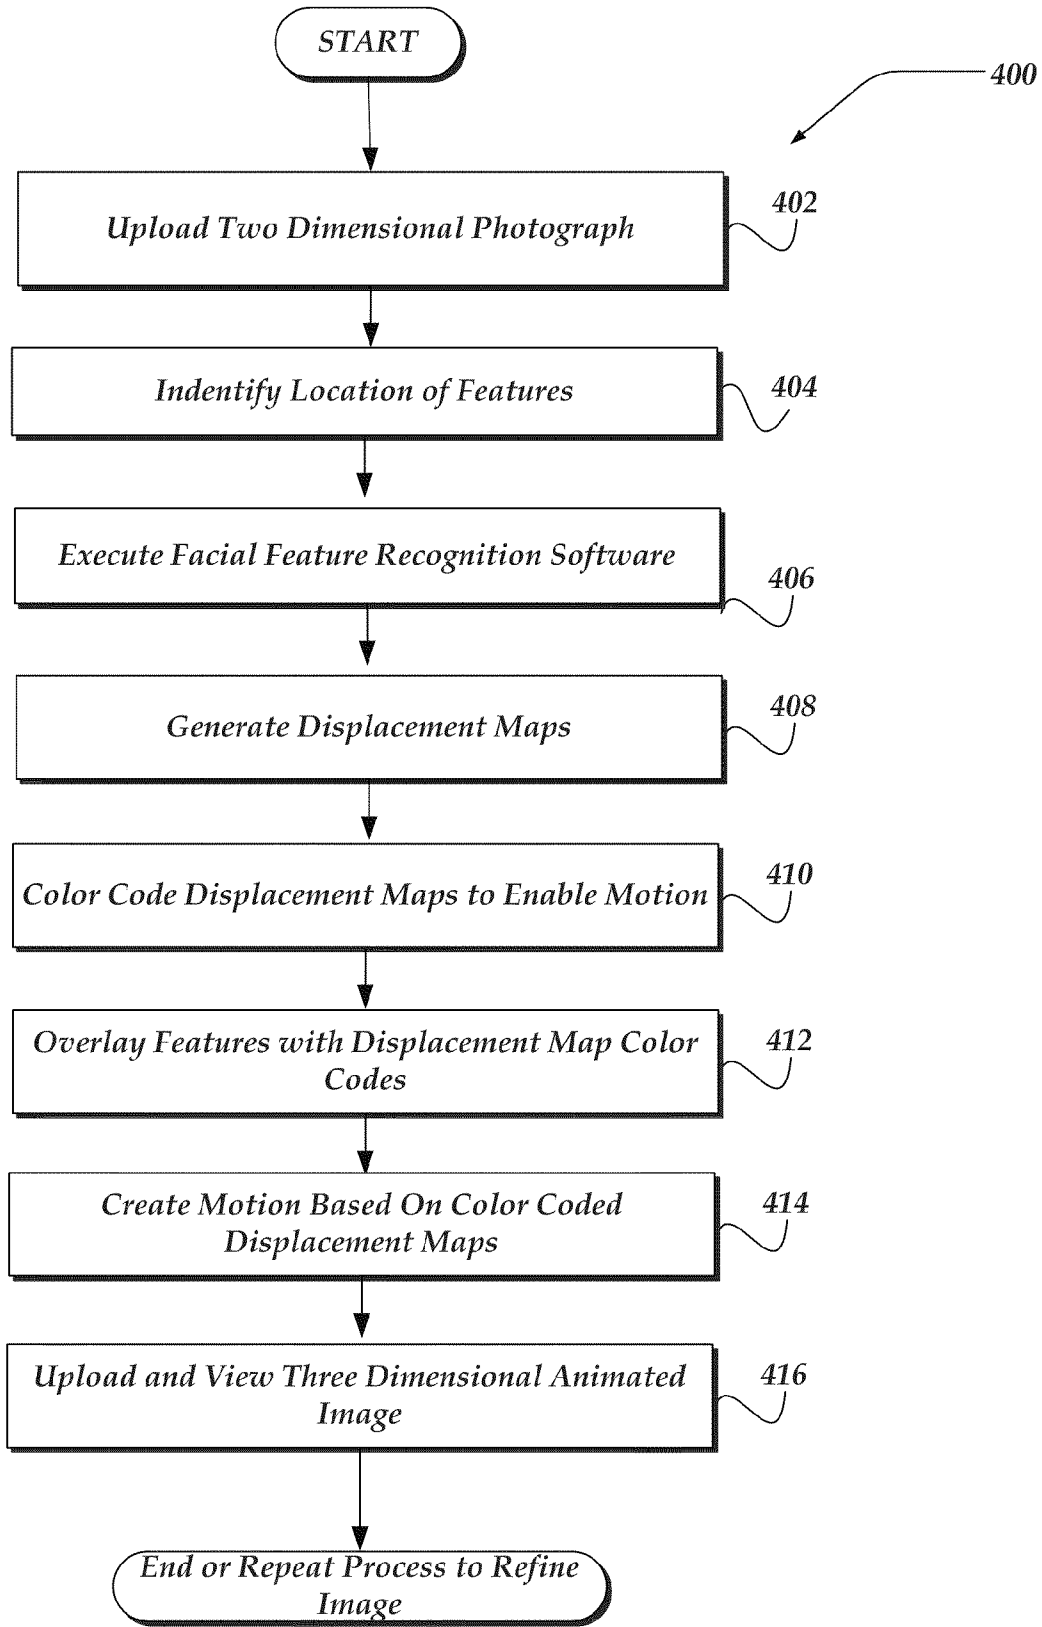 START
400
Upload Two Dimensional Photograph
402
Indentify Location of Features
404
Execute Facial Feature Recognition Software
406
Generate Displacement Maps
408
Color Code Displacement Maps to Enable Motion
410
Overlay Features with Displacement Map Color
Codes
412
Create Motion Based On Color Coded
Displacement Maps
414
Upload and View Three Dimensional Animated
Image
416
End or Repeat Process to Refine
Image